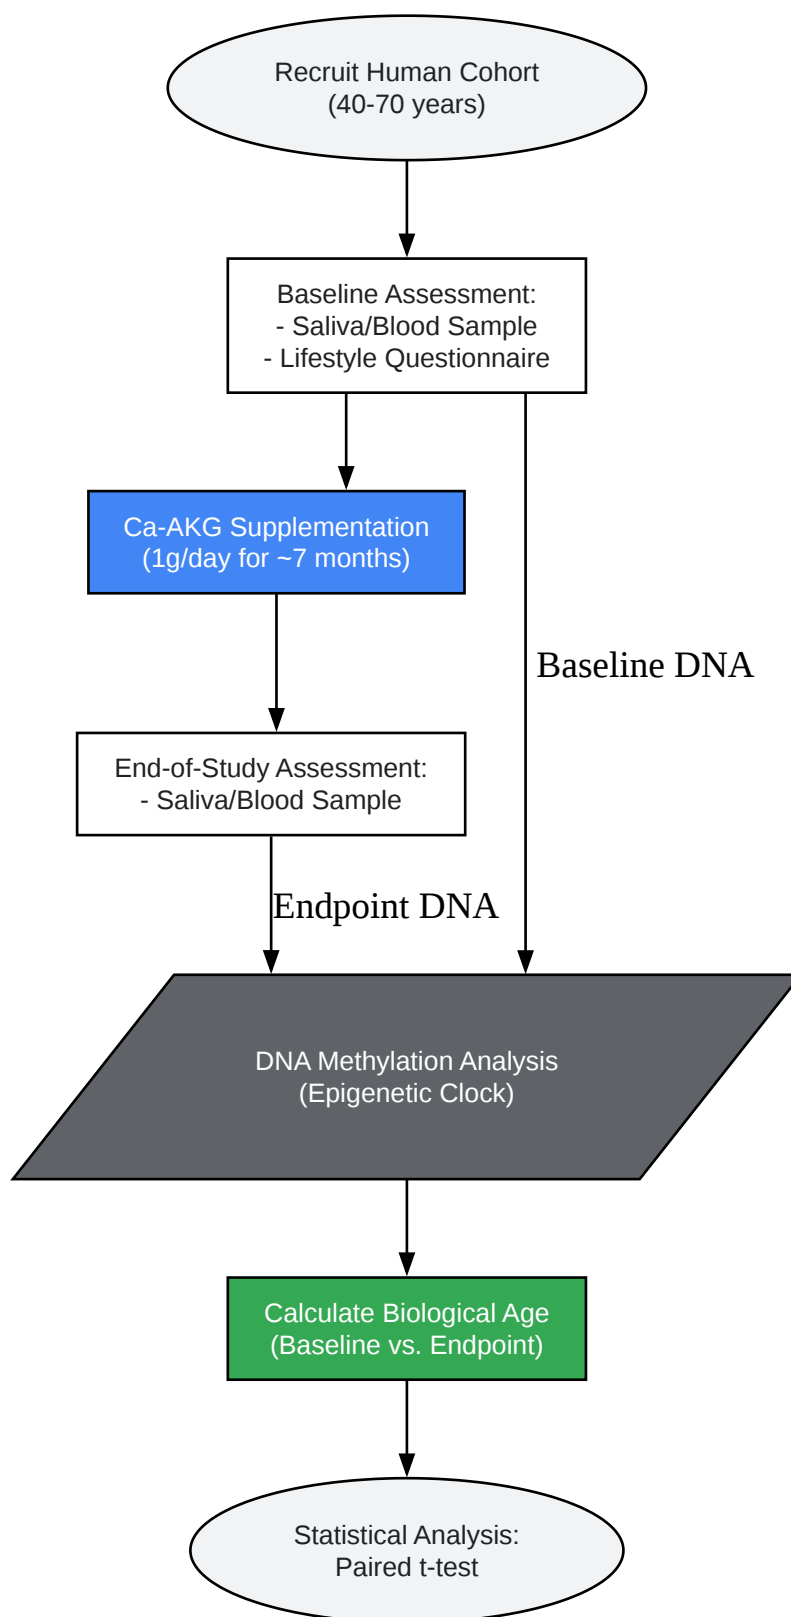 Recruit Human Cohort
(40-70 years)
Baseline Assessment:
- Saliva/Blood Sample
- Lifestyle Questionnaire
Ca-AKG Supplementation
(1g/day for ~7 months)
Baseline DNA
End-of-Study Assessment:
- Saliva/Blood Sample
Endpoint DNA
DNA Methylation Analysis
(Epigenetic Clock)
Calculate Biological Age
(Baseline vs. Endpoint)
Statistical Analysis:
Paired t-test